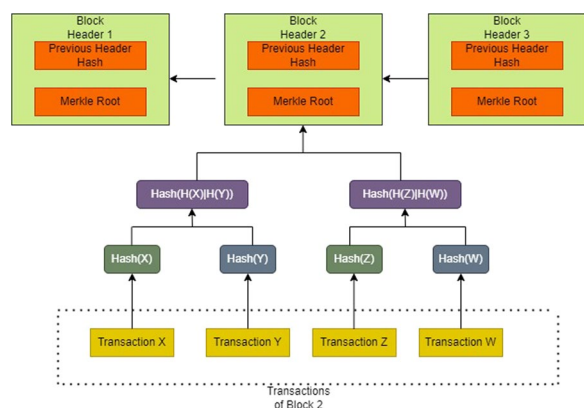 Block
Header 1
Previous Header
Hash
Merkle Root
Block
Header 2
Previous Header
Hash
Merkle Root
Block
Header 3
Previous Header
Hash
Merkle Root
Hash(H(X)|H(Y))
Hash(H(Z)|H(W))
Hash(X)
Hash(Y)
Hash(Z)
Hash(W)
Transaction X
Transaction Y
Transaction Z
Transaction W
Transactions
of Block 2